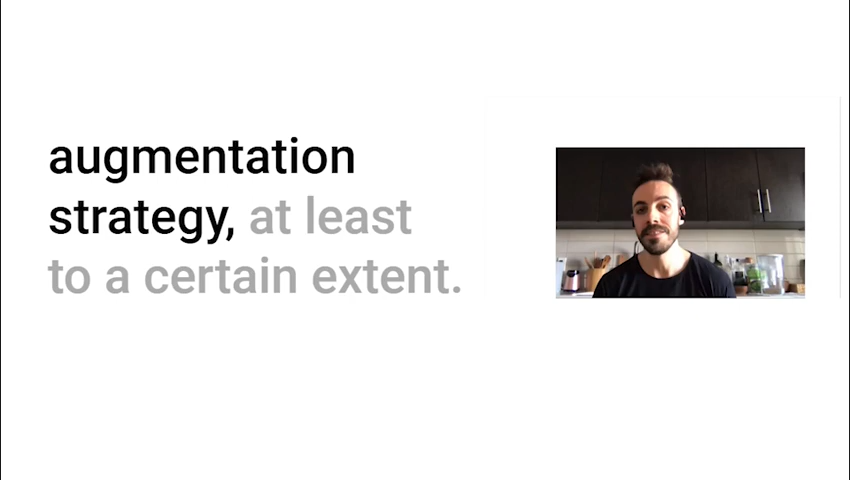 augmentation
strategy, at least
to a certain extent.